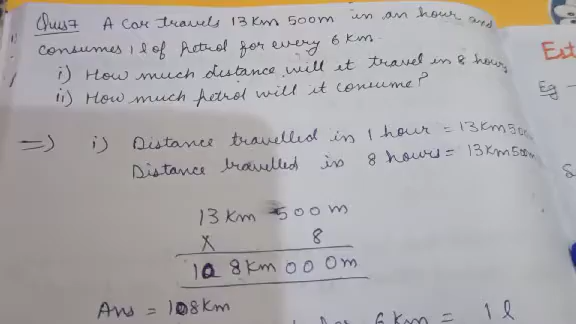 Ques7 A car travels 13 Km 500m in an hour and
consumes 1 l of petrol for every 6 Km.
i) How much distance will it travel in 8 hours
ii) How much petrol will it consume?
=) i) Distance travelled in 1 hour = 13 Km 500m
Distance travelled in 8 hours = 13 Km 500m
13 Km 500 m
X 8
108 Km 000 m
Ans = 108 Km
6 Km = 1 l
Est
Eg